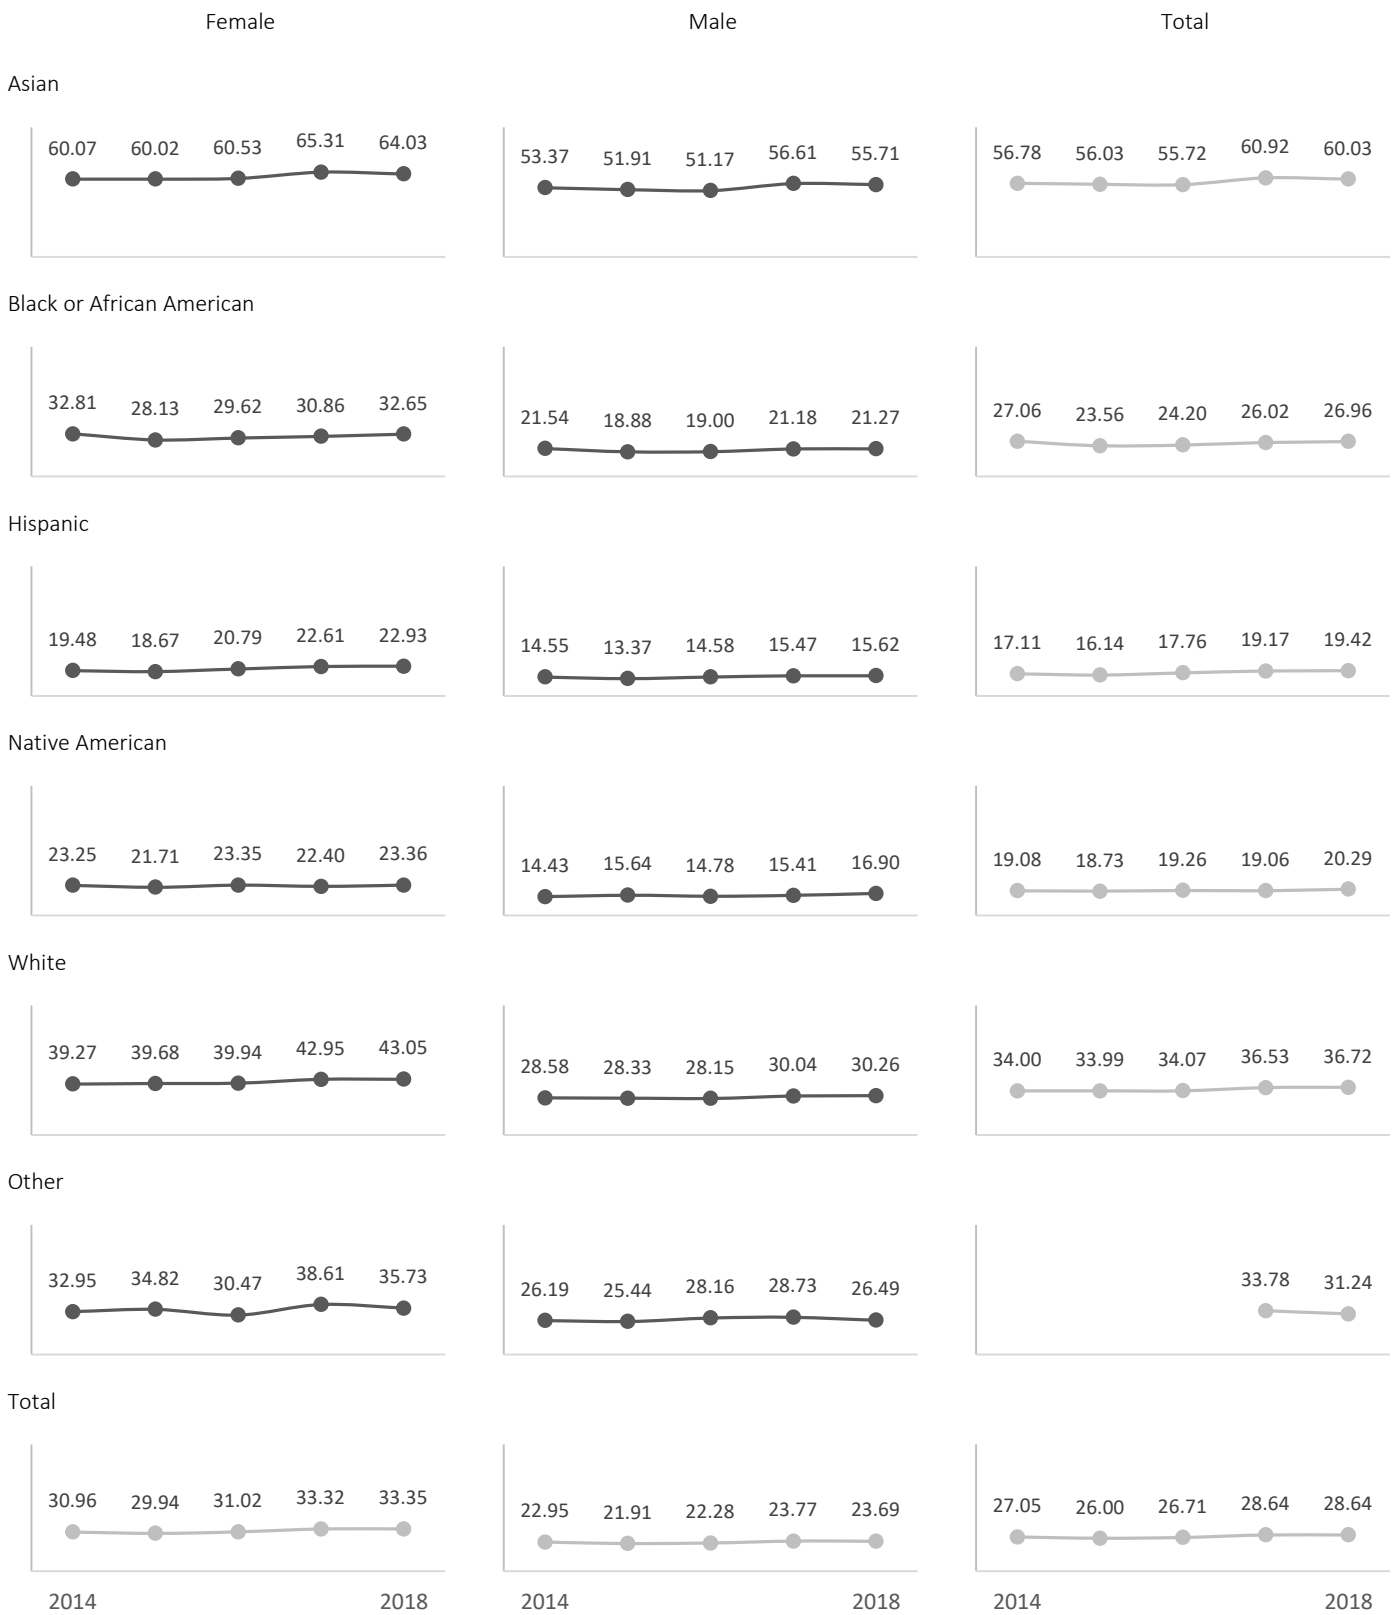 Female Male Total
Asian
60.07 60.02 60.53 65.31 64.03 53.37 51.91 51.17 56.61 55.71 56.78 56.03 55.72 60.92 60.03
Black or African American
32.81 28.13 29.62 30.86 32.65 21.54 18.88 19.00 21.18 21.27 27.06 23.56 24.20 26.02 26.96
Hispanic
19.48 18.67 20.79 22.61 22.93 14.55 13.37 14.58 15.47 15.62 17.11 16.14 17.76 19.17 19.42
Native American
23.25 21.71 23.35 22.40 23.36 14.43 15.64 14.78 15.41 16.90 19.08 18.73 19.26 19.06 20.29
White
39.27 39.68 39.94 42.95 43.05 28.58 28.33 28.15 30.04 30.26 34.00 33.99 34.07 36.53 36.72
Other
32.95 34.82 30.47 38.61 35.73 26.19 25.44 28.16 28.73 26.49 33.78 31.24
Total
30.96 29.94 31.02 33.32 33.35 22.95 21.91 22.28 23.77 23.69 27.05 26.00 26.71 28.64 28.64
2014 2018 2014 2018 2014 2018